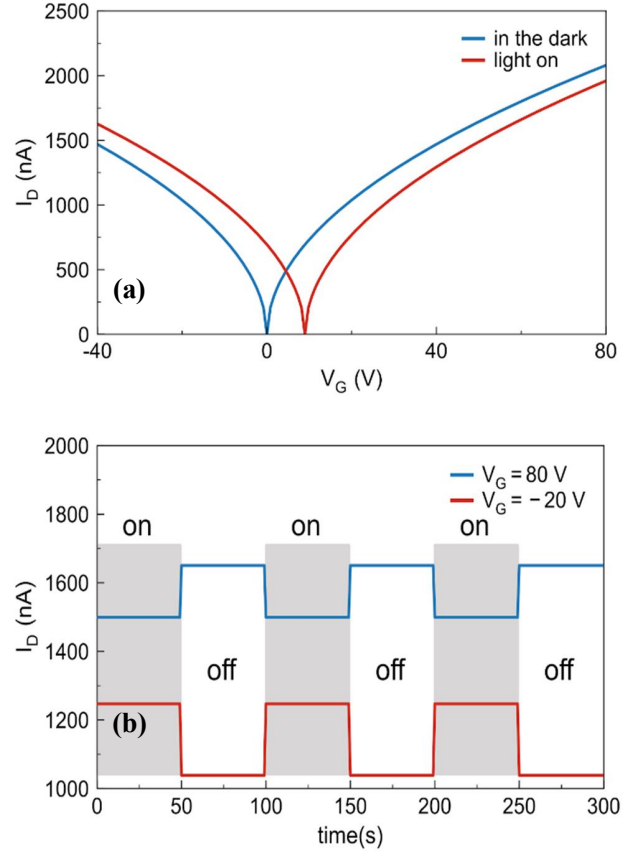 2500
2000
1500
1000
500
0
I_D (nA)
in the dark
light on
(a)
-40
0
40
80
V_G (V)
2000
1800
1600
1400
1200
1000
I_D (nA)
V_G = 80 V
V_G = −20 V
on
on
on
off
off
off
(b)
0
50
100
150
200
250
300
time(s)